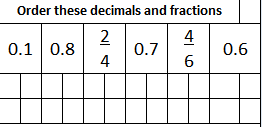 Order these decimals and fractions
0.1 0.8 2/4 0.7 4/6 0.6